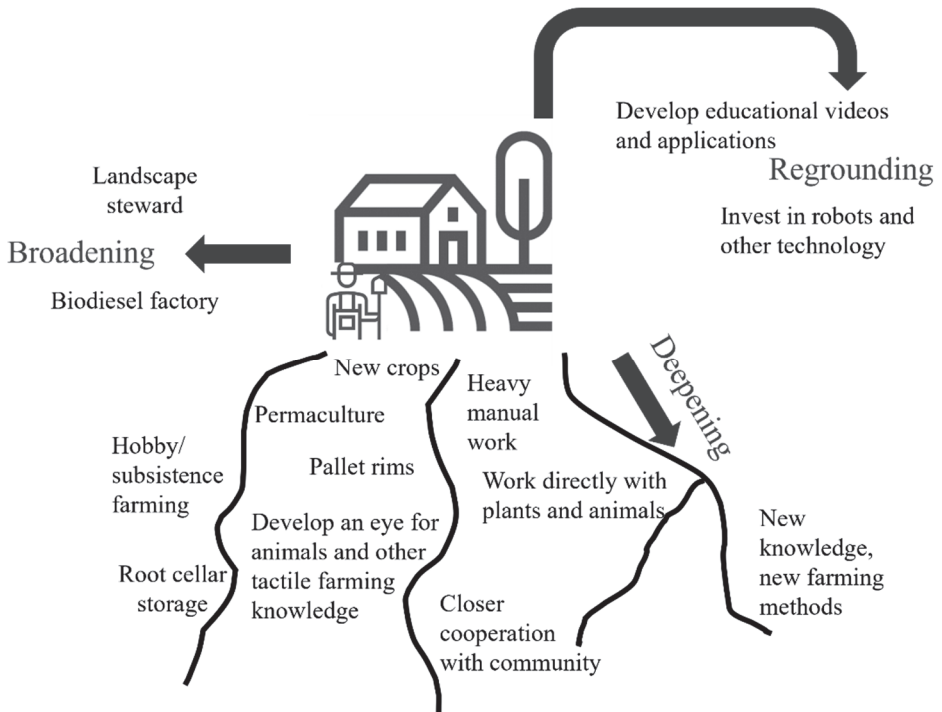 Develop educational videos
and applications
Regrounding
Invest in robots and
other technology
Landscape
steward
Broadening
Biodiesel factory
Deepening
New crops
Permaculture
Pallet rims
Hobby/
subsistence
farming
Develop an eye for
animals and other
tactile farming
knowledge
Root cellar
storage
Heavy
manual
work
Work directly with
plants and animals
Closer
cooperation
with community
New
knowledge,
new farming
methods